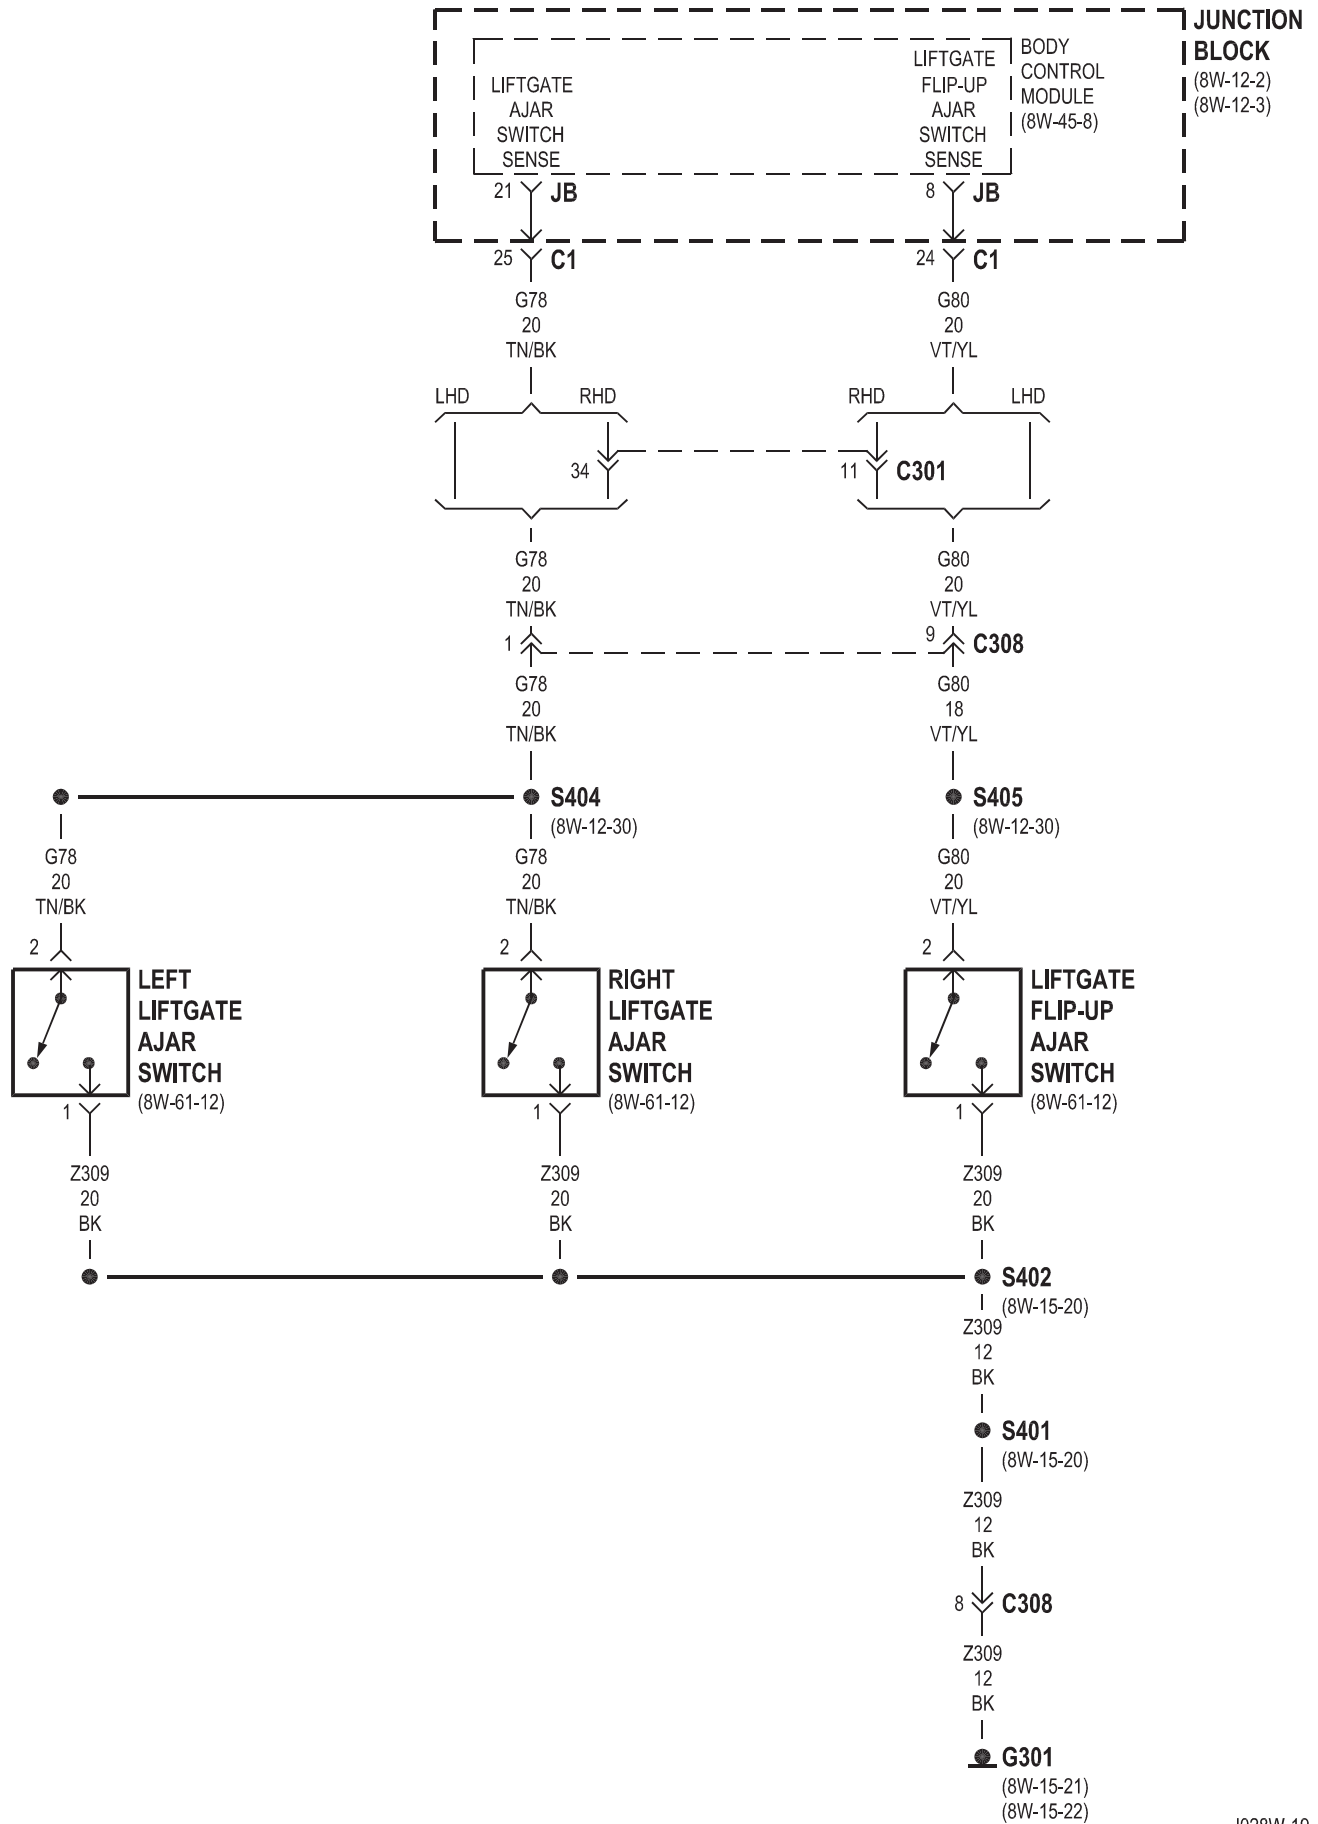 JUNCTION
BLOCK
(8W-12-2)
(8W-12-3)
BODY
CONTROL
MODULE
(8W-45-8)
LIFTGATE
AJAR
SWITCH
SENSE
LIFTGATE
FLIP-UP
AJAR
SWITCH
SENSE
21 JB
8 JB
25 C1
24 C1
G78
20
TN/BK
G80
20
VT/YL
LHD
RHD
RHD
LHD
34
11 C301
G78
20
TN/BK
G80
20
VT/YL
1
9 C308
G78
20
TN/BK
G80
18
VT/YL
S404
(8W-12-30)
S405
(8W-12-30)
G78
20
TN/BK
G78
20
TN/BK
G80
20
VT/YL
2
2
2
LEFT
LIFTGATE
AJAR
SWITCH
(8W-61-12)
RIGHT
LIFTGATE
AJAR
SWITCH
(8W-61-12)
LIFTGATE
FLIP-UP
AJAR
SWITCH
(8W-61-12)
1
1
1
Z309
20
BK
Z309
20
BK
Z309
20
BK
S402
(8W-15-20)
Z309
12
BK
S401
(8W-15-20)
Z309
12
BK
8 C308
Z309
12
BK
G301
(8W-15-21)
(8W-15-22)